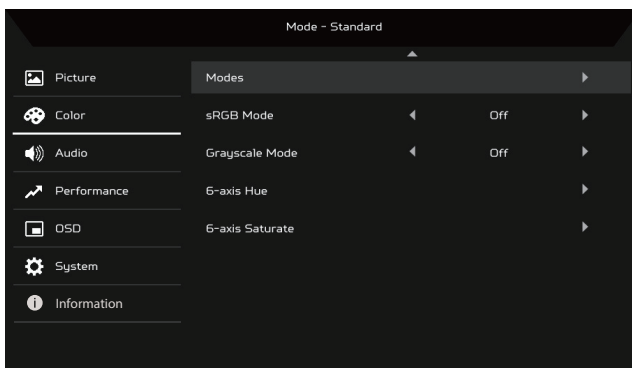 Mode - Standard
Picture
Modes
Color
sRGB Mode Off
Audio
Grayscale Mode Off
Performance
6-axis Hue
OSD
6-axis Saturate
System
Information